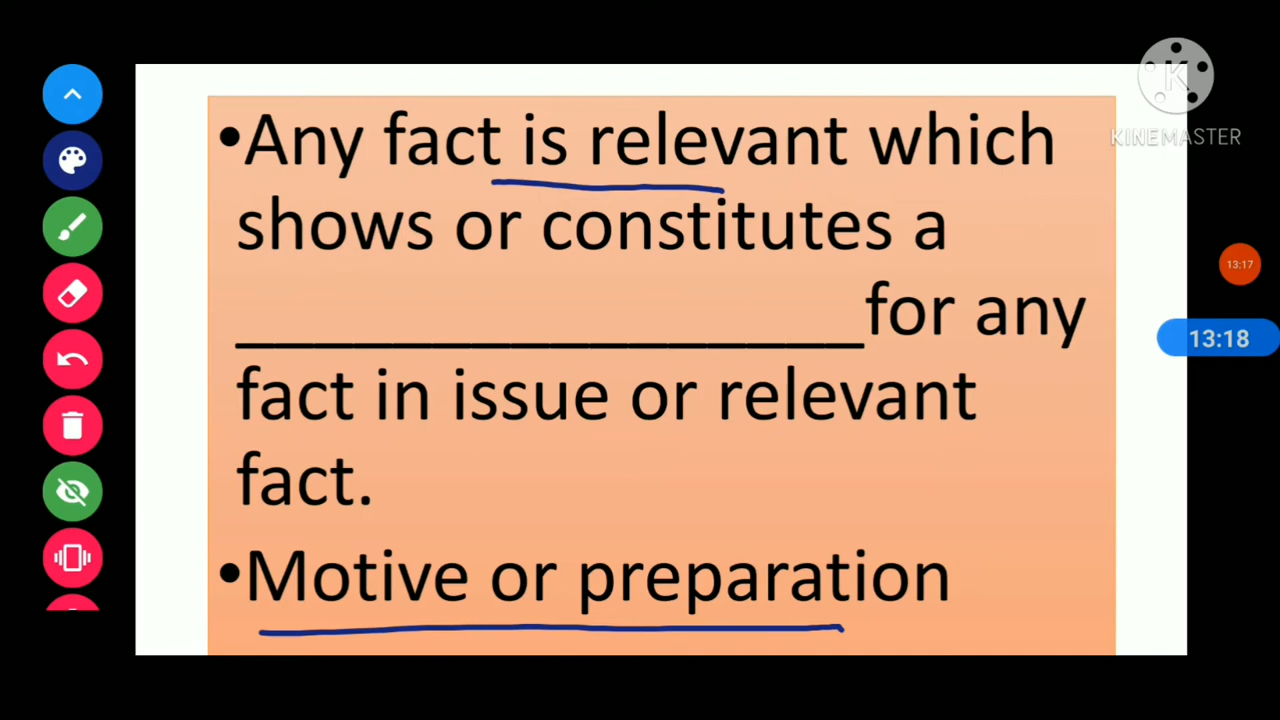 •Any fact is relevant which
shows or constitutes a
___________________for any
fact in issue or relevant
fact.
•Motive or preparation
KINEMASTER
13:17
13:18